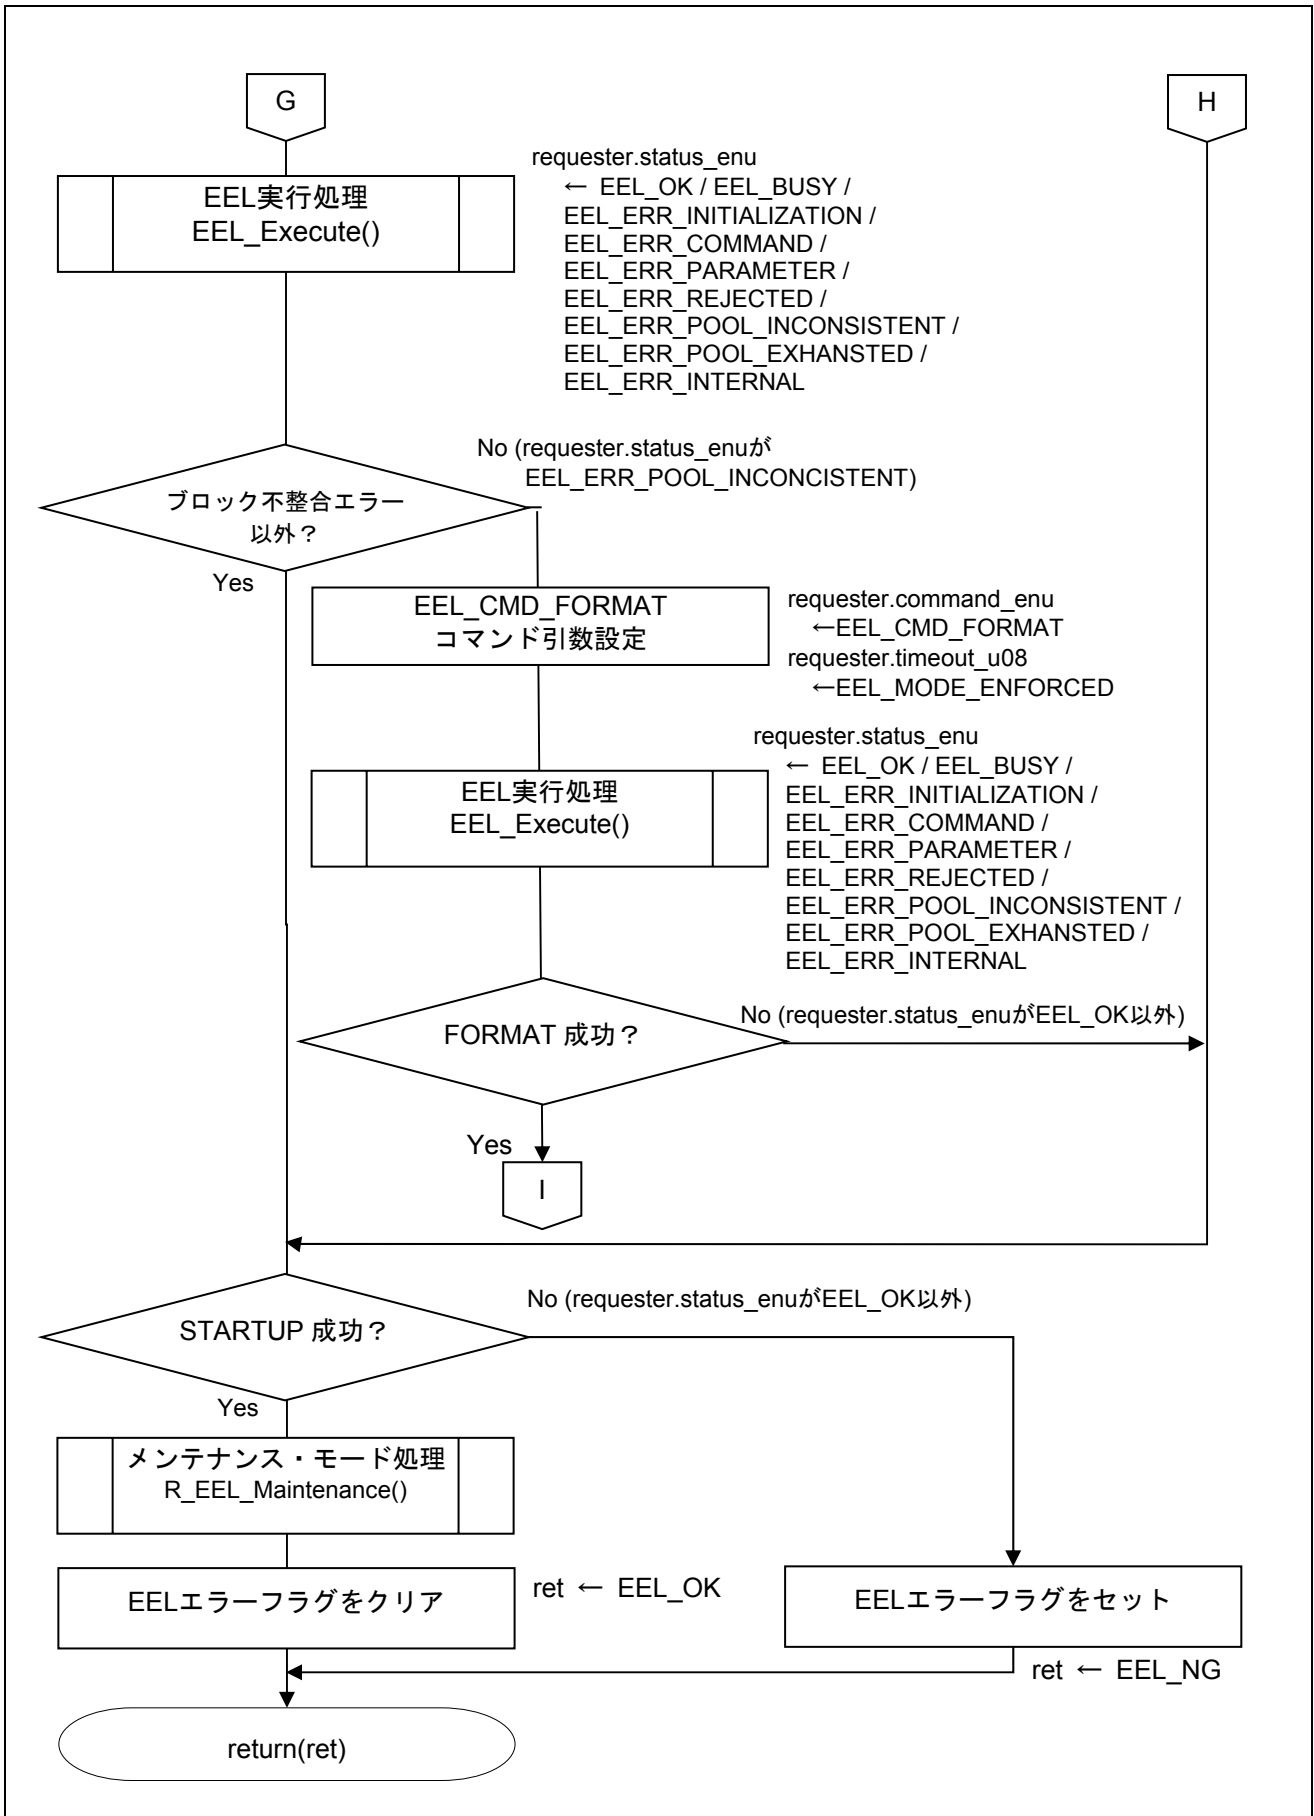 G
H
EEL実行処理
EEL_Execute()
requester.status_enu
← EEL_OK / EEL_BUSY /
EEL_ERR_INITIALIZATION /
EEL_ERR_COMMAND /
EEL_ERR_PARAMETER /
EEL_ERR_REJECTED /
EEL_ERR_POOL_INCONSISTENT /
EEL_ERR_POOL_EXHANSTED /
EEL_ERR_INTERNAL
No (requester.status_enuが
EEL_ERR_POOL_INCONCISTENT)
ブロック不整合エラー
以外？
Yes
EEL_CMD_FORMAT
コマンド引数設定
requester.command_enu
←EEL_CMD_FORMAT
requester.timeout_u08
←EEL_MODE_ENFORCED
EEL実行処理
EEL_Execute()
requester.status_enu
← EEL_OK / EEL_BUSY /
EEL_ERR_INITIALIZATION /
EEL_ERR_COMMAND /
EEL_ERR_PARAMETER /
EEL_ERR_REJECTED /
EEL_ERR_POOL_INCONSISTENT /
EEL_ERR_POOL_EXHANSTED /
EEL_ERR_INTERNAL
FORMAT 成功？
No (requester.status_enuがEEL_OK以外)
Yes
I
STARTUP 成功？
No (requester.status_enuがEEL_OK以外)
Yes
メンテナンス・モード処理
R_EEL_Maintenance()
EELエラーフラグをクリア
ret ← EEL_OK
EELエラーフラグをセット
ret ← EEL_NG
return(ret)